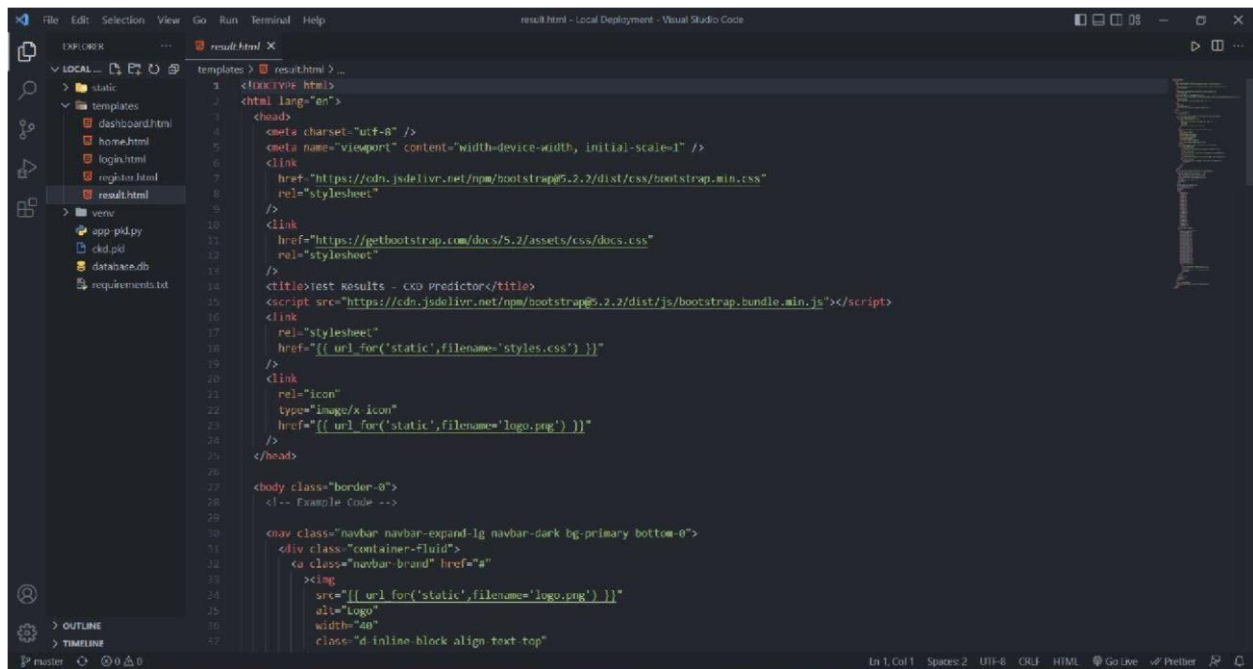 File Edit Selection View Go Run Terminal Help
result.html - Local Deployment - Visual Studio Code
EXPLORER
result.html
LOCAL ...
templates > result.html > ...
static
templates
dashboard.html
home.html
login.html
register.html
result.html
venv
app-pkl.py
ckd.pkl
database.db
requirements.txt
1 <!DOCTYPE html>
2 <html lang="en">
3 <head>
4 <meta charset="utf-8" />
5 <meta name="viewport" content="width=device-width, initial-scale=1" />
6 <link
7 href="https://cdn.jsdelivr.net/npm/bootstrap@5.2.2/dist/css/bootstrap.min.css"
8 rel="stylesheet"
9 />
10 <link
11 href="https://getbootstrap.com/docs/5.2/assets/css/docs.css"
12 rel="stylesheet"
13 />
14 <title>Test Results - CKD Predictor</title>
15 <script src="https://cdn.jsdelivr.net/npm/bootstrap@5.2.2/dist/js/bootstrap.bundle.min.js"></script>
16 <link
17 rel="stylesheet"
18 href="{{ url_for('static',filename='styles.css') }}"
19 />
20 <link
21 rel="icon"
22 type="image/x-icon"
23 href="{{ url_for('static',filename='logo.png') }}"
24 />
25 </head>
26
27 <body class="border-0">
28 <!-- Example Code -->
29
30 <nav class="navbar navbar-expand-lg navbar-dark bg-primary bottom-0">
31 <div class="container-fluid">
32 <a class="navbar-brand" href="#"
33 ><img
34 src="{{ url_for('static',filename='logo.png') }}"
35 alt="Logo"
36 width="40"
37 class="d-inline-block align-text-top"
OUTLINE
TIMELINE
master 0 0
Ln 1, Col 1 Spaces: 2 UTF-8 CRLF HTML Go Live Prettier